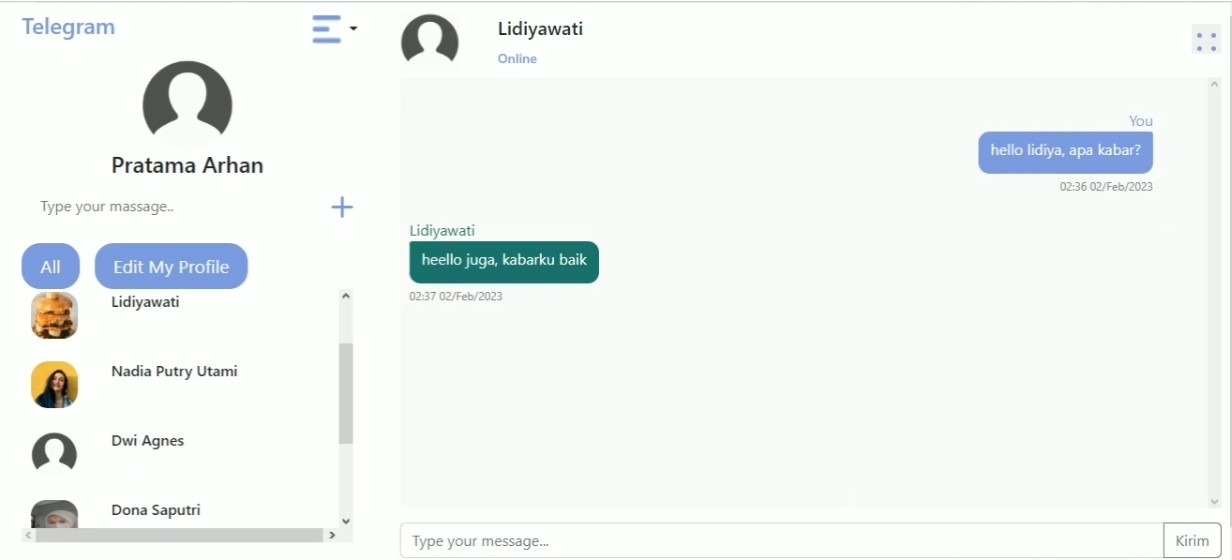 Telegram
Pratama Arhan
Type your massage..
All
Edit My Profile
Lidiyawati
Nadia Putry Utami
Dwi Agnes
Dona Saputri
Lidiyawati
Online
You
hello lidiya, apa kabar?
02:36 02/Feb/2023
Lidiyawati
heello juga, kabarku baik
02:37 02/Feb/2023
Type your message...
Kirim